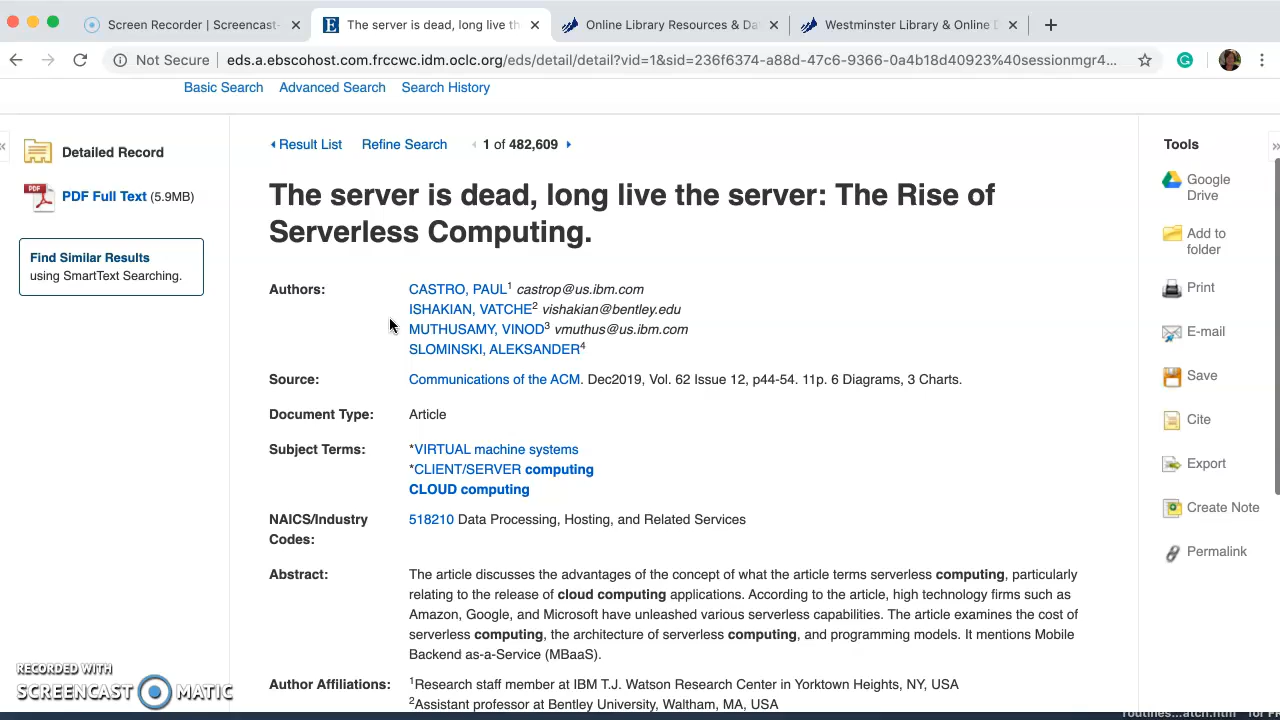 Screen Recorder | Screencast-
The server is dead, long live th
Online Library Resources & Da
Westminster Library & Online D
Not Secure
eds.a.ebscohost.com.frccwc.idm.oclc.org/eds/detail/detail?vid=1&sid=236f6374-a88d-47c6-9366-0a4b18d40923%40sessionmgr4...
Basic Search
Advanced Search
Search History
Detailed Record
PDF Full Text (5.9MB)
Find Similar Results
using SmartText Searching.
Result List
Refine Search
1 of 482,609
The server is dead, long live the server: The Rise of
Serverless Computing.
Authors:
CASTRO, PAUL1 castrop@us.ibm.com
ISHAKIAN, VATCHE2 vishakian@bentley.edu
MUTHUSAMY, VINOD3 vmuthus@us.ibm.com
SLOMINSKI, ALEKSANDER4
Source:
Communications of the ACM. Dec2019, Vol. 62 Issue 12, p44-54. 11p. 6 Diagrams, 3 Charts.
Document Type:
Article
Subject Terms:
*VIRTUAL machine systems
*CLIENT/SERVER computing
CLOUD computing
NAICS/Industry
Codes:
518210 Data Processing, Hosting, and Related Services
Abstract:
The article discusses the advantages of the concept of what the article terms serverless computing, particularly
relating to the release of cloud computing applications. According to the article, high technology firms such as
Amazon, Google, and Microsoft have unleashed various serverless capabilities. The article examines the cost of
serverless computing, the architecture of serverless computing, and programming models. It mentions Mobile
Backend as-a-Service (MBaaS).
Author Affiliations:
1Research staff member at IBM T.J. Watson Research Center in Yorktown Heights, NY, USA
2Assistant professor at Bentley University, Waltham, MA, USA
Tools
Google
Drive
Add to
folder
Print
E-mail
Save
Cite
Export
Create Note
Permalink
RECORDED WITH
SCREENCAST MATIC